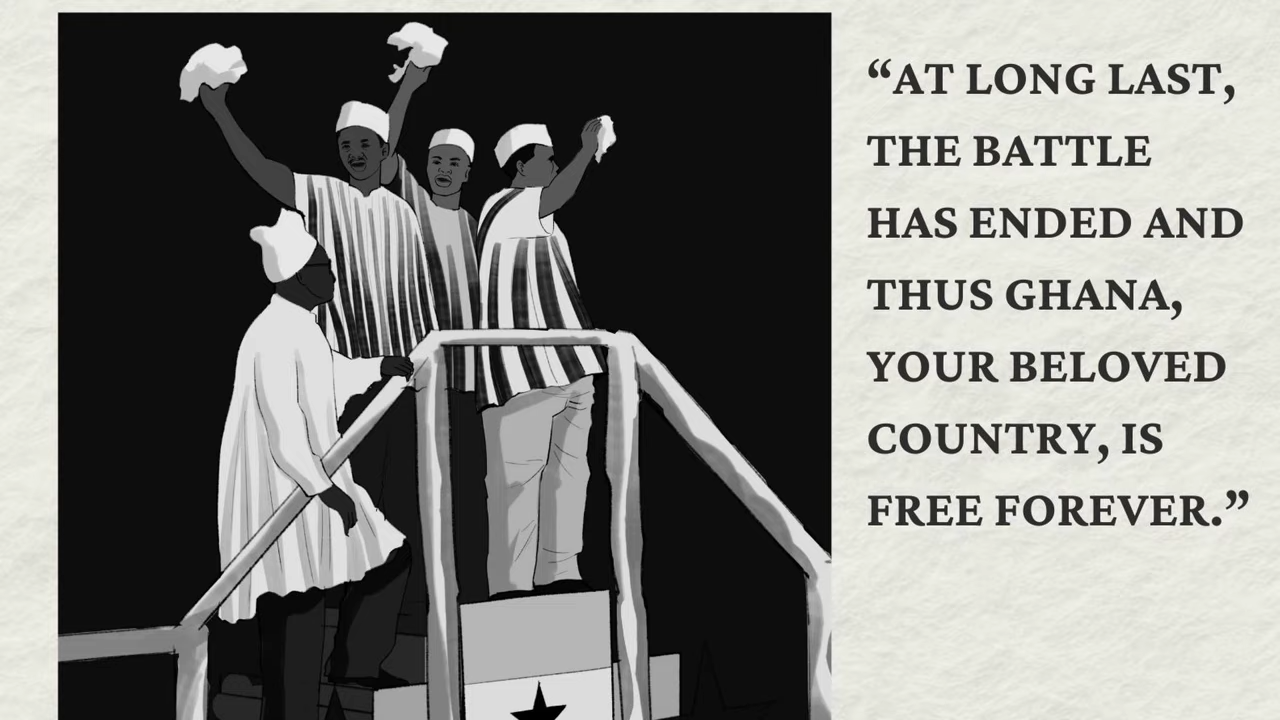 “AT LONG LAST,
THE BATTLE
HAS ENDED AND
THUS GHANA,
YOUR BELOVED
COUNTRY, IS
FREE FOREVER.”